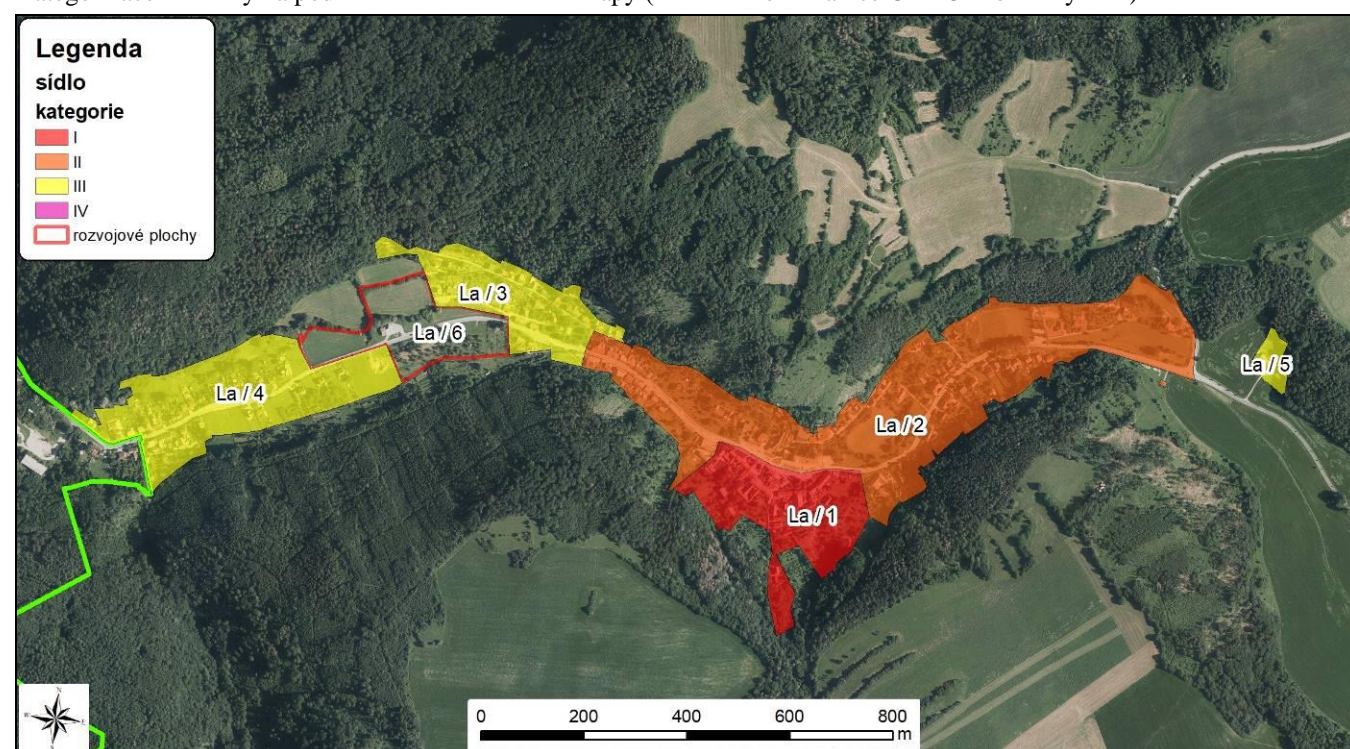 Legenda
sídlo
kategorie
I
II
III
IV
rozvojové plochy
La / 3
La / 6
La / 4
La / 5
La / 2
La / 1
0 200 400 600 800
m